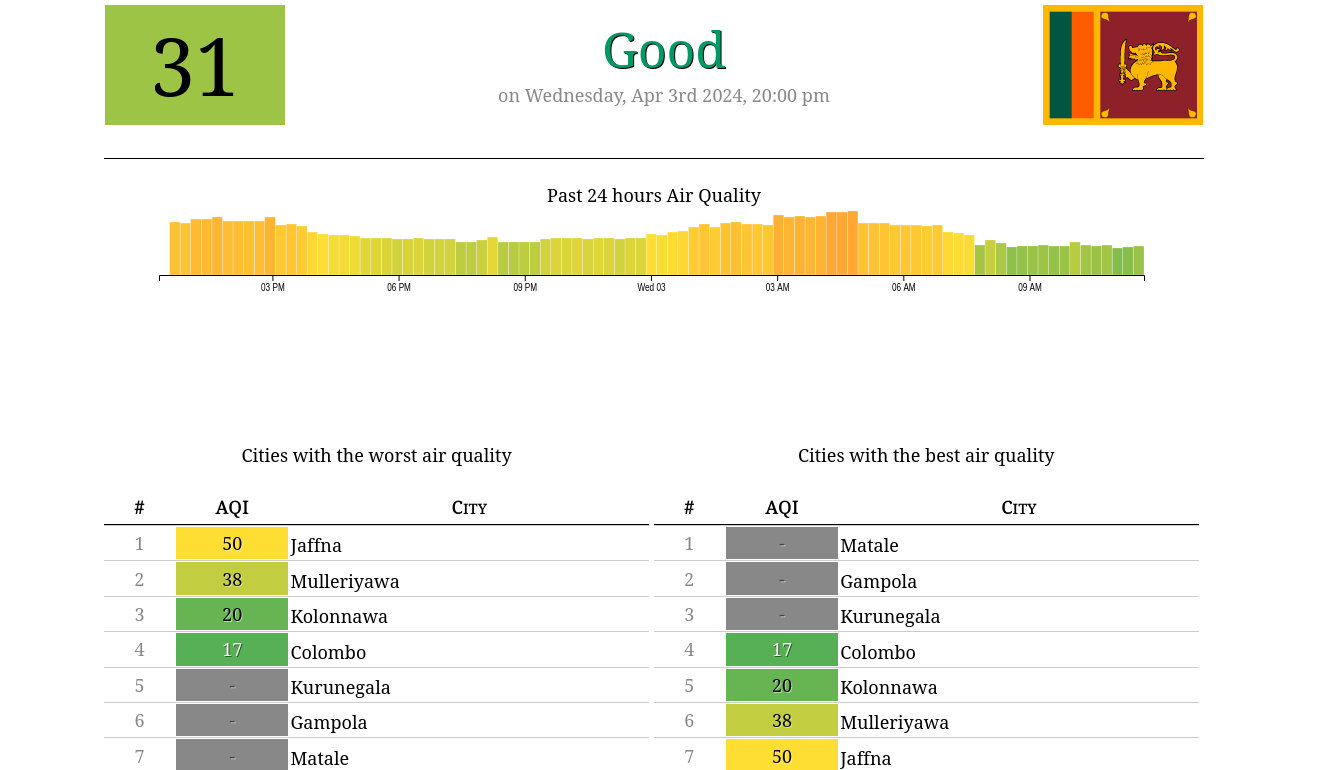 31
Good
on Wednesday, Apr 3rd 2024, 20:00 pm
Past 24 hours Air Quality
03 PM 06 PM 09 PM Wed 03 03 AM 06 AM 09 AM
Cities with the worst air quality
# AQI City
1 50 Jaffna
2 38 Mulleriyawa
3 20 Kolonnawa
4 17 Colombo
5 - Kurunegala
6 - Gampola
7 - Matale
Cities with the best air quality
# AQI City
1 - Matale
2 - Gampola
3 - Kurunegala
4 17 Colombo
5 20 Kolonnawa
6 38 Mulleriyawa
7 50 Jaffna